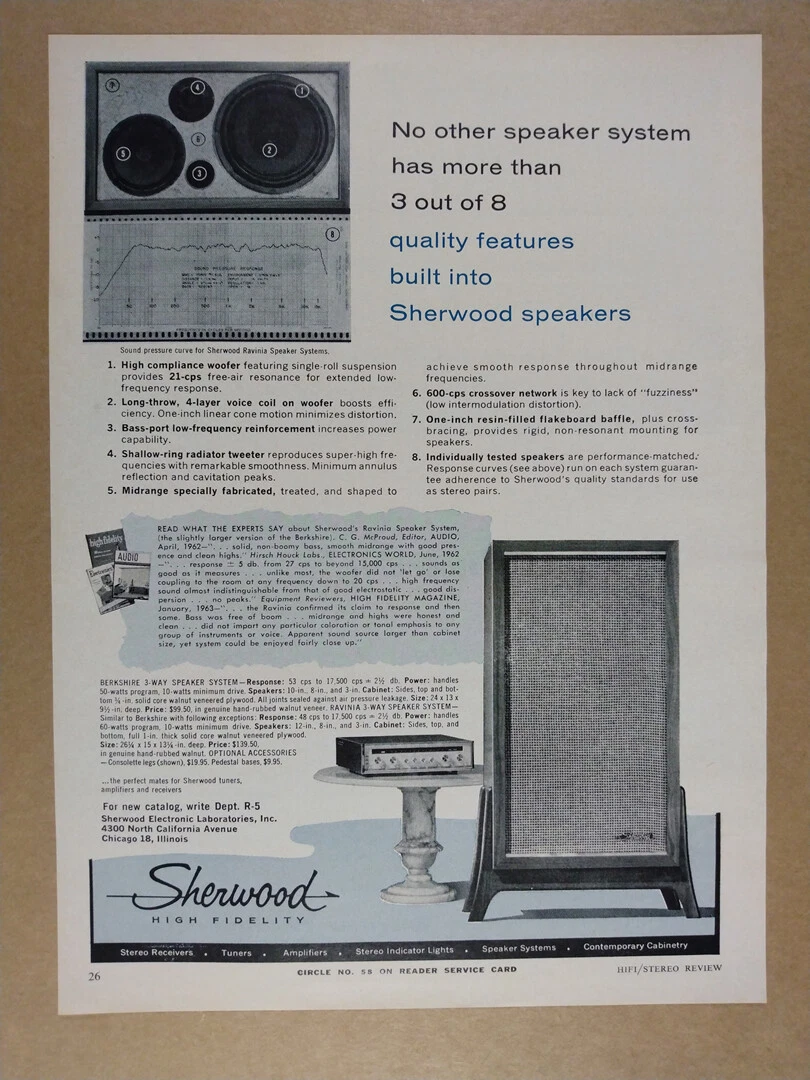 No other speaker system
has more than
3 out of 8
quality features
built into
Sherwood speakers
1
2
3
4
5
6
7
8
SOUND PRESSURE RESPONSE
Sound pressure curve for Sherwood Ravinia Speaker Systems.
1. High compliance woofer featuring single-roll suspension
provides 21-cps free-air resonance for extended low-
frequency response.
2. Long-throw, 4-layer voice coil on woofer boosts effi-
ciency. One-inch linear cone motion minimizes distortion.
3. Bass-port low-frequency reinforcement increases power
capability.
4. Shallow-ring radiator tweeter reproduces super-high fre-
quencies with remarkable smoothness. Minimum annulus
reflection and cavitation peaks.
5. Midrange specially fabricated, treated, and shaped to
achieve smooth response throughout midrange
frequencies.
6. 600-cps crossover network is key to lack of "fuzziness"
(low intermodulation distortion).
7. One-inch resin-filled flakeboard baffle, plus cross-
bracing, provides rigid, non-resonant mounting for
speakers.
8. Individually tested speakers are performance-matched.
Response curves (see above) run on each system guaran-
tee adherence to Sherwood's quality standards for use
as stereo pairs.
high fidelity
AUDIO
READ WHAT THE EXPERTS SAY about Sherwood's Ravinia Speaker System,
(the slightly larger version of the Berkshire). C. G. McProud, Editor, AUDIO,
April, 1962—". . . solid, non-boomy bass, smooth midrange with good pres-
ence and clean highs." Hirsch Houck Labs., ELECTRONICS WORLD, June, 1962
—". . . response ± 5 db. from 27 cps to beyond 15,000 cps . . . sounds as
good as it measures . . . unlike most, the woofer did not 'let go' or lose
coupling to the room at any frequency down to 20 cps . . . high frequency
sound almost indistinguishable from that of good electrostatic . . . good dis-
persion . . . no peaks." Equipment Reviewers, HIGH FIDELITY MAGAZINE,
January, 1963—". . . the Ravinia confirmed its claim to response and then
some. Bass was free of boom . . . midrange and highs were honest and
clean . . . did not impart any particular coloration or tonal emphasis to any
group of instruments or voice. Apparent sound source larger than cabinet
size, yet system could be enjoyed fairly close up."
BERKSHIRE 3-WAY SPEAKER SYSTEM—Response: 53 cps to 17,500 cps ± 2½ db. Power: handles
50-watts program, 10-watts minimum drive. Speakers: 10-in., 8-in., and 3-in. Cabinet: Sides, top and bot-
tom ¾-in. solid core walnut veneered plywood. All joints sealed against air pressure leakage. Size: 24 x 13 x
9½-in. deep. Price: $99.50, in genuine hand-rubbed walnut veneer. RAVINIA 3-WAY SPEAKER SYSTEM—
Similar to Berkshire with following exceptions: Response: 48 cps to 17,500 cps ± 2½ db. Power: handles
60-watts program, 10-watts minimum drive. Speakers: 12-in., 8-in., and 3-in. Cabinet: Sides, top, and
bottom, full 1-in. thick solid core walnut veneered plywood.
Size: 26¼ x 15 x 13¼-in. deep. Price: $139.50,
in genuine hand-rubbed walnut. OPTIONAL ACCESSORIES
—Consolette legs (shown), $19.95. Pedestal bases, $9.95.
...the perfect mates for Sherwood tuners,
amplifiers and receivers
For new catalog, write Dept. R-5
Sherwood Electronic Laboratories, Inc.
4300 North California Avenue
Chicago 18, Illinois
Sherwood
HIGH FIDELITY
Stereo Receivers • Tuners • Amplifiers • Stereo Indicator Lights • Speaker Systems • Contemporary Cabinetry
26
CIRCLE NO. 55 ON READER SERVICE CARD
HIFI/STEREO REVIEW